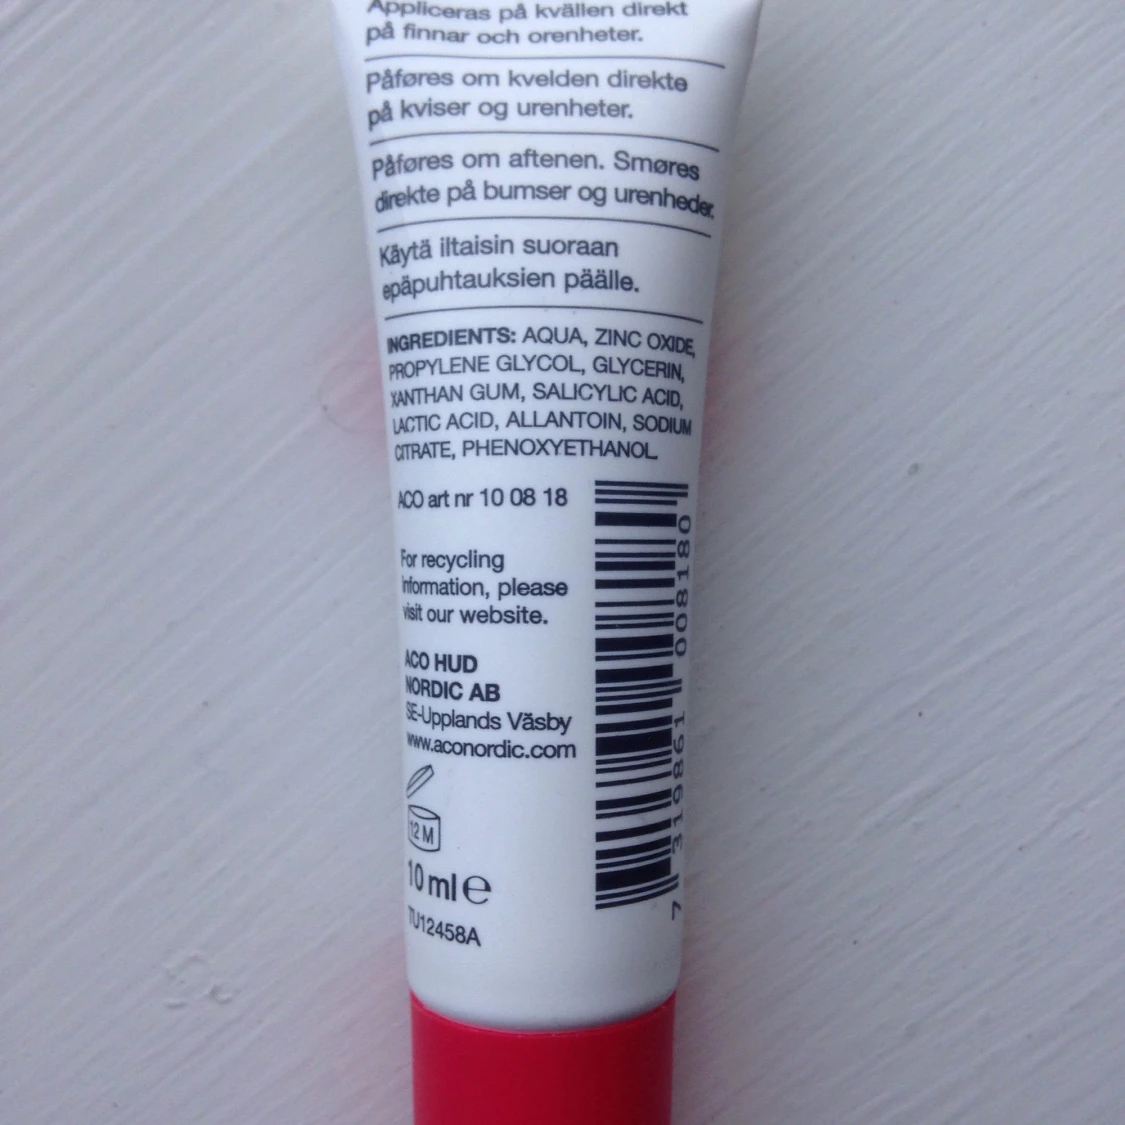 Appliceras på kvällen direkt
på finnar och orenheter.
Påføres om kvelden direkte
på kviser og urenheter.
Påføres om aftenen. Smøres
direkte på bumser og urenheder.
Käytä iltaisin suoraan
epäpuhtauksien päälle.
INGREDIENTS: AQUA, ZINC OXIDE,
PROPYLENE GLYCOL, GLYCERIN,
XANTHAN GUM, SALICYLIC ACID,
LACTIC ACID, ALLANTOIN, SODIUM
CITRATE, PHENOXYETHANOL.
ACO art nr 10 08 18
For recycling
information, please
visit our website.
ACO HUD
NORDIC AB
SE-Upplands Väsby
www.aconordic.com
12 M
10 ml e
TU12458A
7 319861 008180